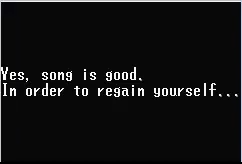 Yes, song is good.
In order to regain yourself...